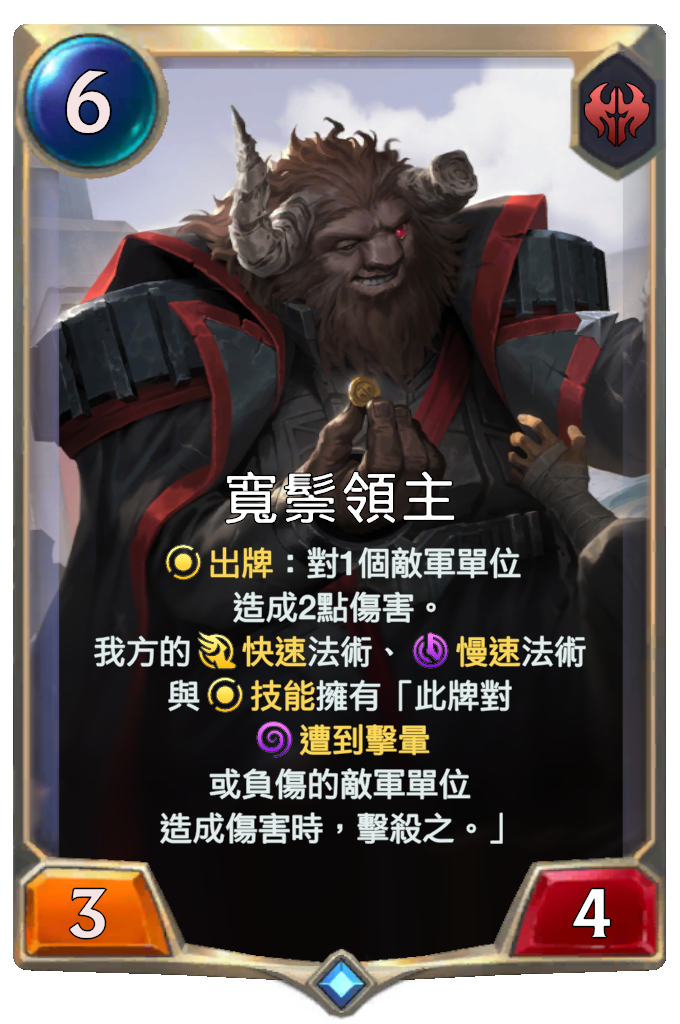 6
寬鬃領主
出牌：對1個敵軍單位
造成2點傷害。
我方的快速法術、慢速法術
與技能擁有「此牌對
遭到擊暈
或負傷的敵軍單位
造成傷害時，擊殺之。」
3
4